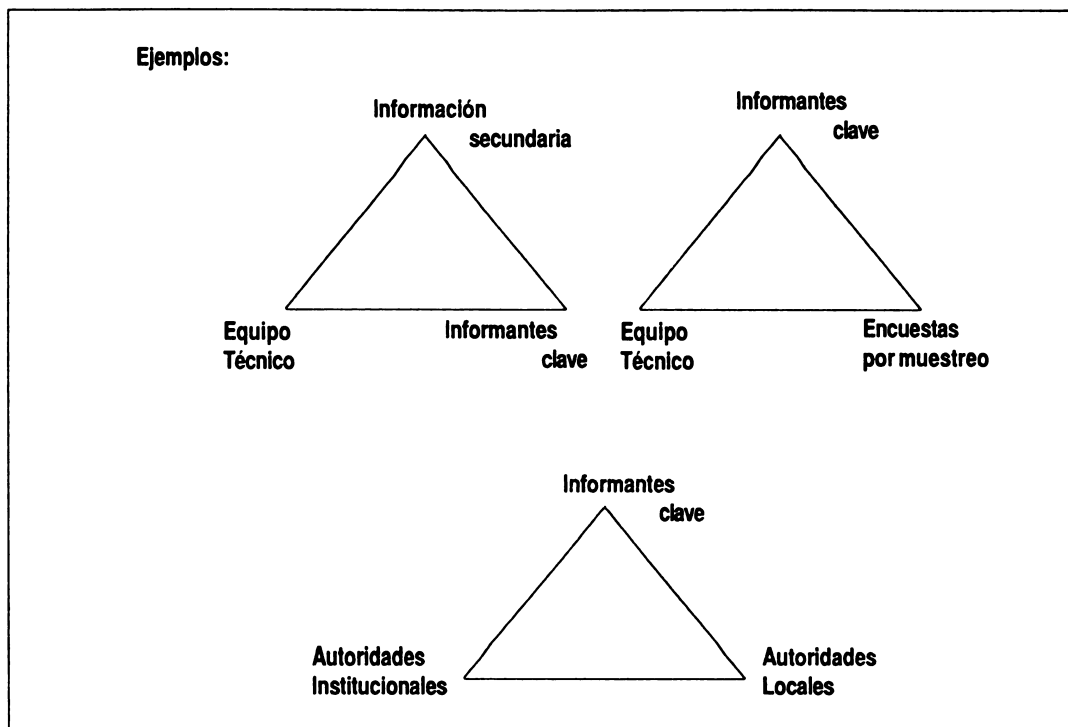 Ejemplos:
Información
secundaria
Equipo
Técnico
Informantes
clave
Informantes
clave
Equipo
Técnico
Encuestas
por muestreo
Informantes
clave
Autoridades
Institucionales
Autoridades
Locales